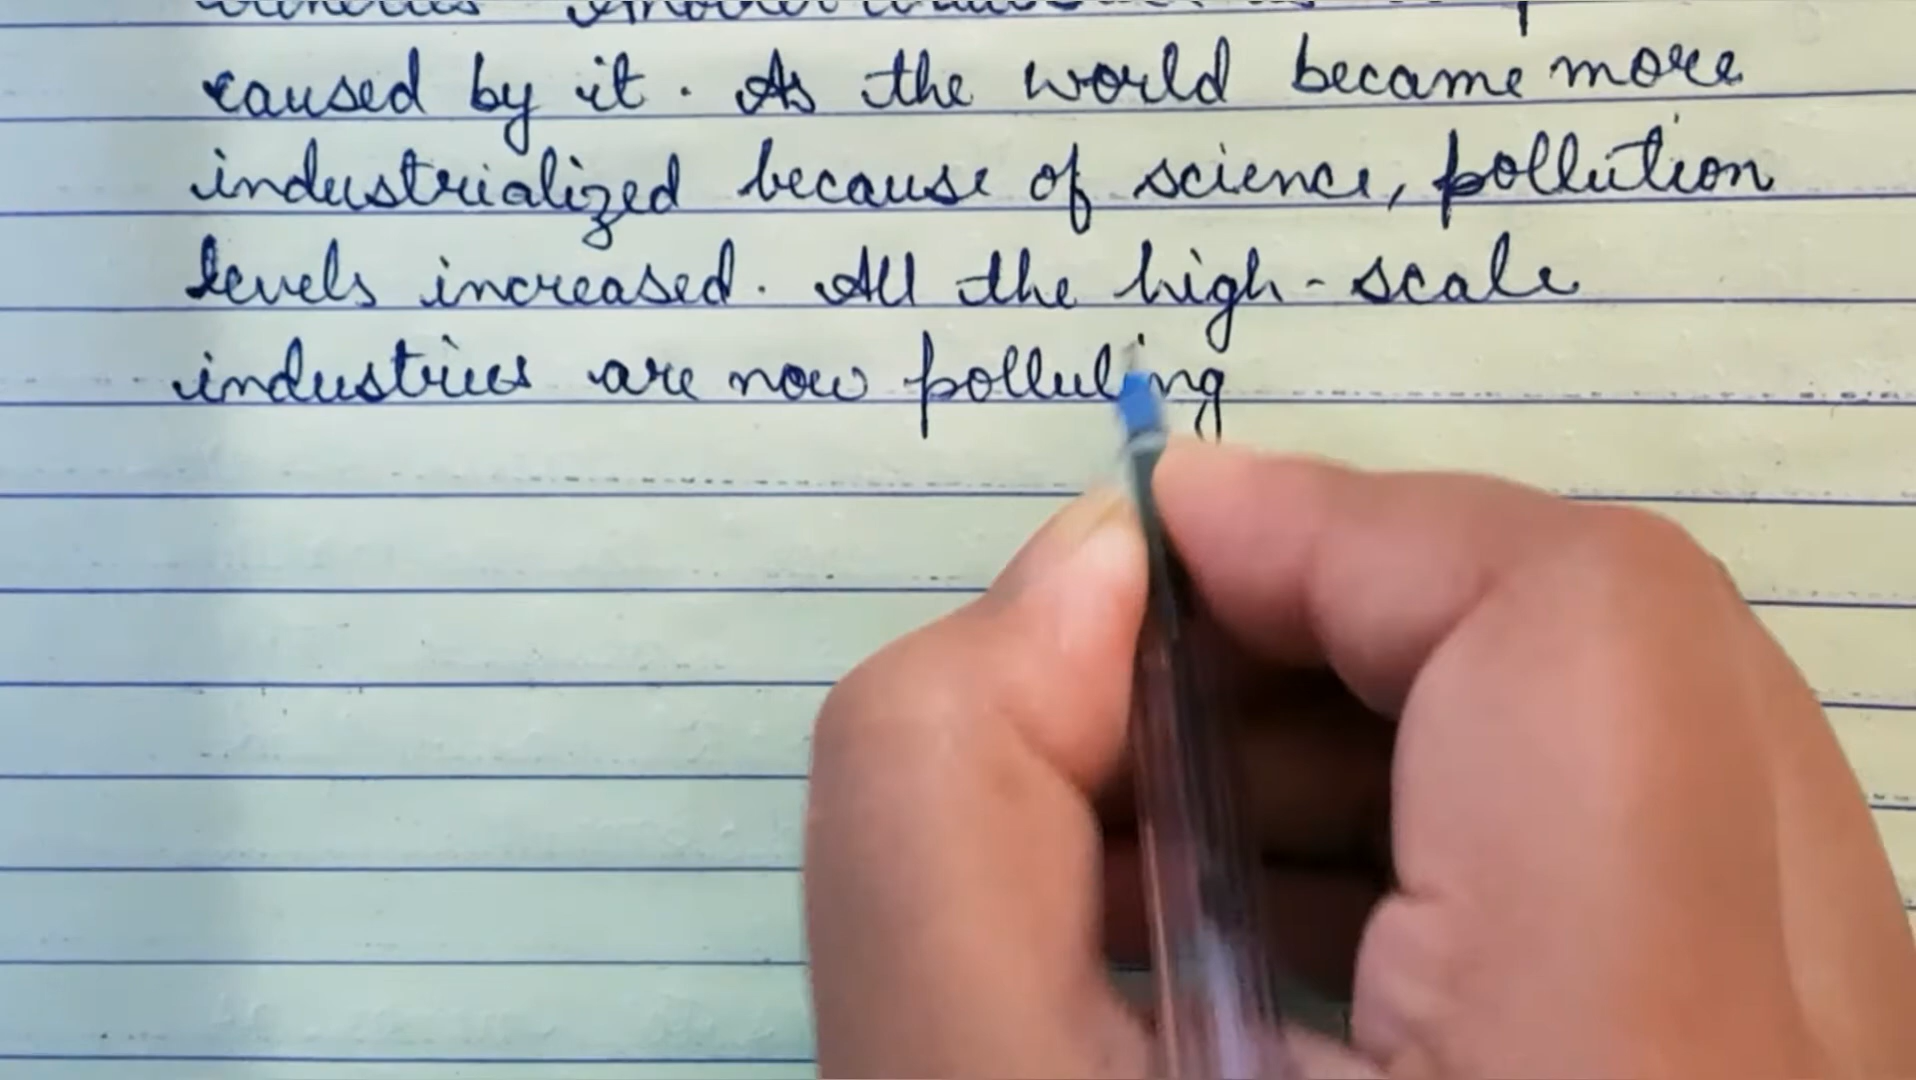 Another
caused by it. As the world became more
industrialized because of science, pollution
levels increased. All the high-scale
industries are now polluting